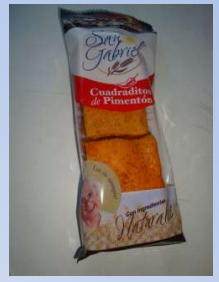 San
Gabriel
Cuadraditos
de Pimentón
Con Ingredientes
Naturales